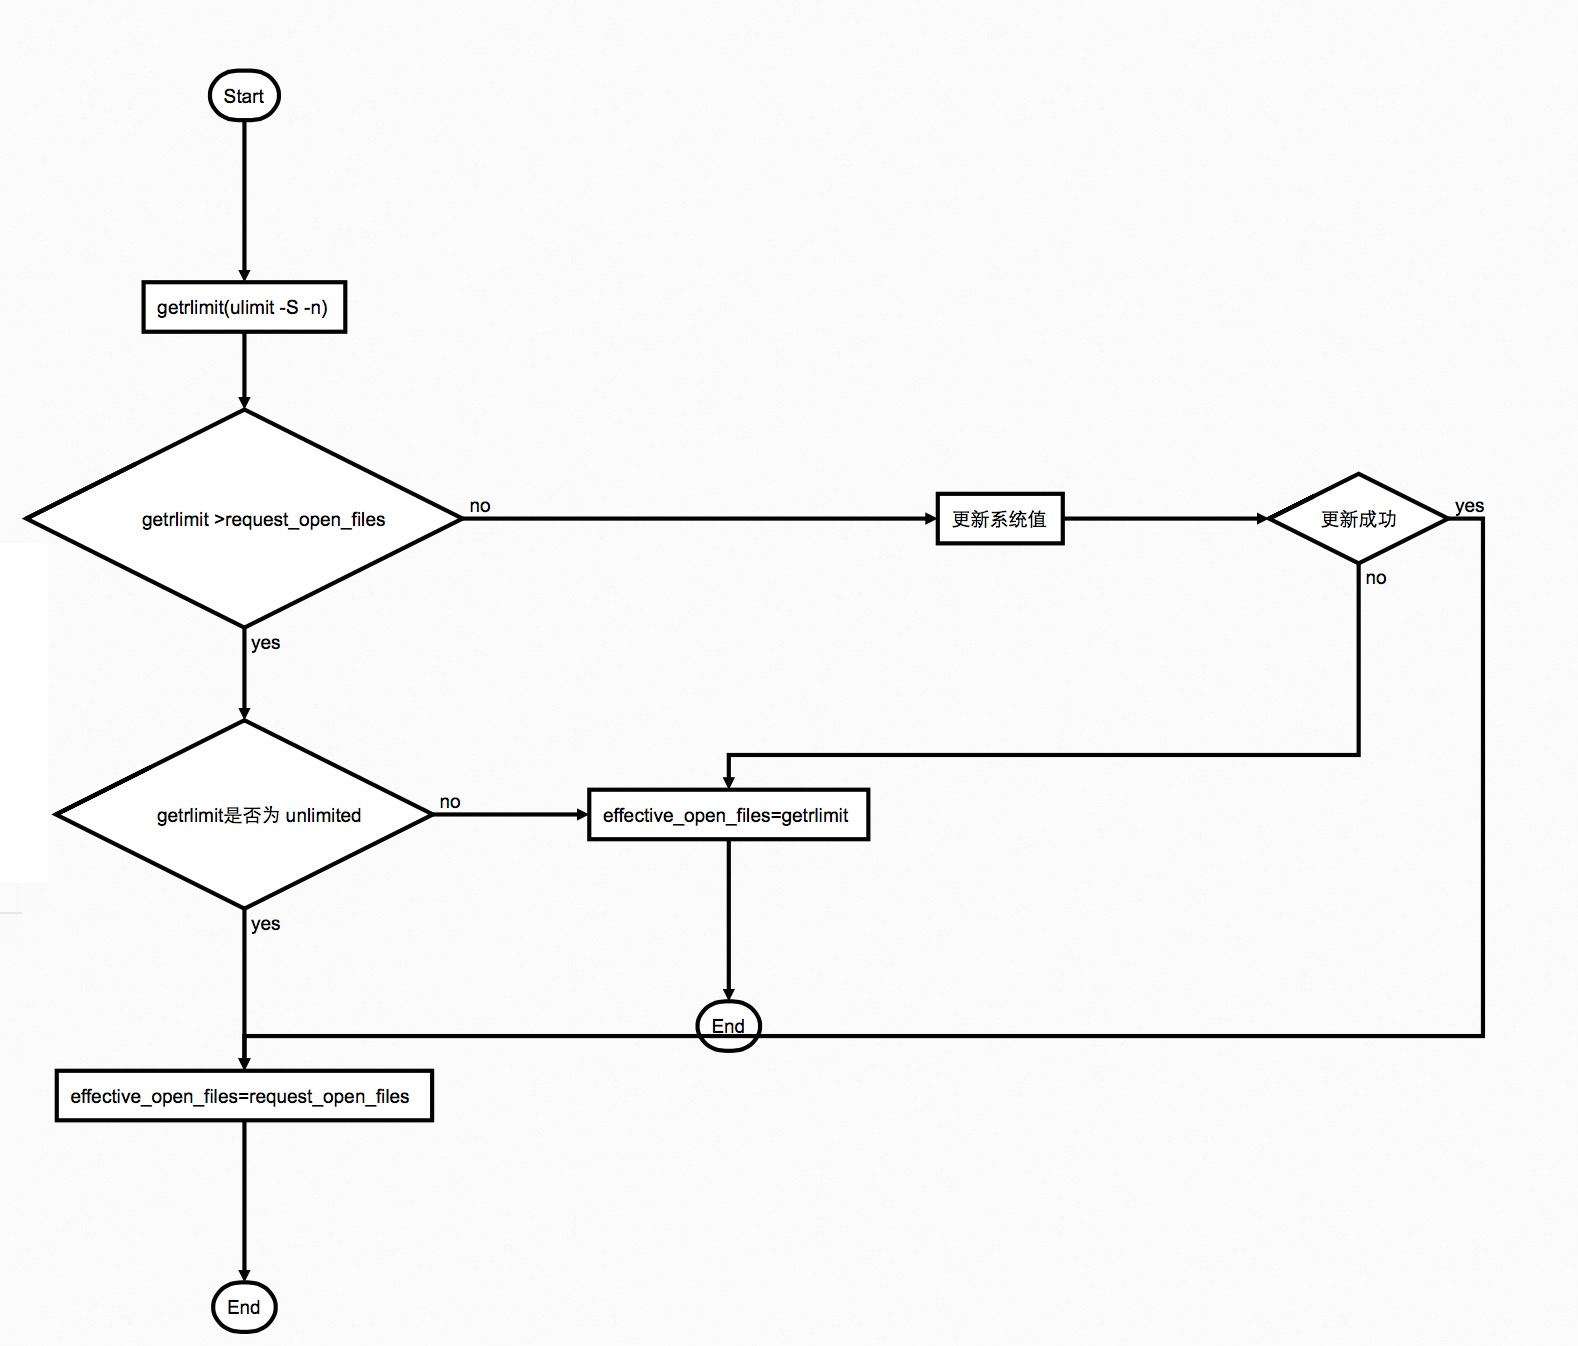 Start
getrlimit(ulimit -S -n)
getrlimit >request_open_files
no
更新系统值
更新成功
yes
no
yes
getrlimit是否为 unlimited
no
effective_open_files=getrlimit
yes
End
effective_open_files=request_open_files
End